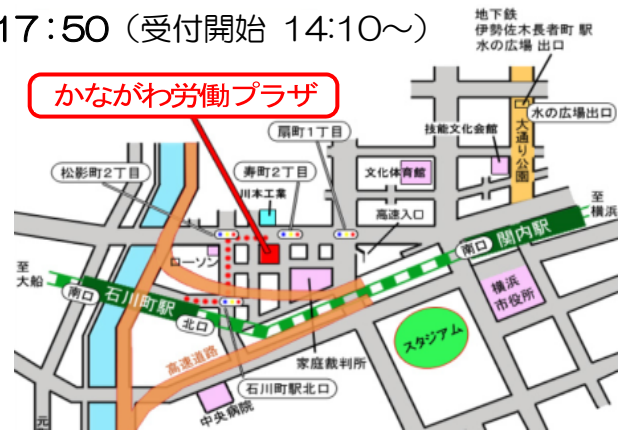 17:50（受付開始 14:10～）
地下鉄
伊勢佐木長者町 駅
水の広場 出口
かながわ労働プラザ
水の広場出口
扇町1丁目
技能文化会館
大通り公園
松影町2丁目
寿町2丁目
文化体育館
川本工業
高速入口
至
横浜
関内駅
南口
ローソン
至
大船
南口
石川町駅
北口
横浜
市役所
スタジアム
高速道路
家庭裁判所
石川町駅北口
中央病院
元